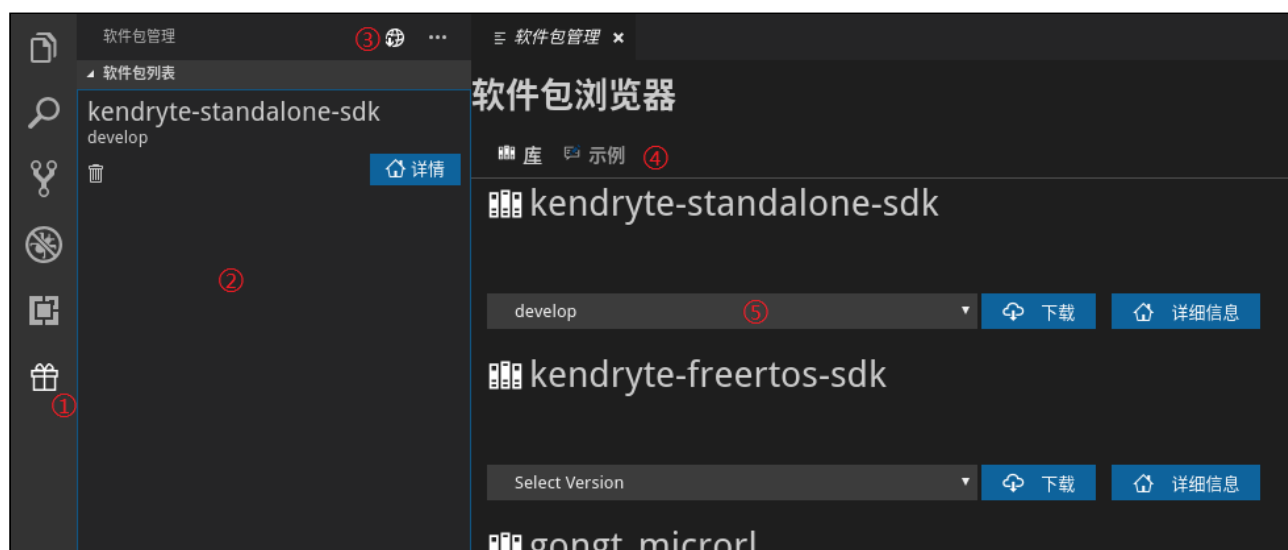 软件包管理 ③ ···
软件包列表
kendryte-standalone-sdk
develop
详情
②
①
软件包管理 ×
软件包浏览器
库 示例 ④
kendryte-standalone-sdk
develop ⑤ 下载 详细信息
kendryte-freertos-sdk
Select Version 下载 详细信息
gongt_microrl